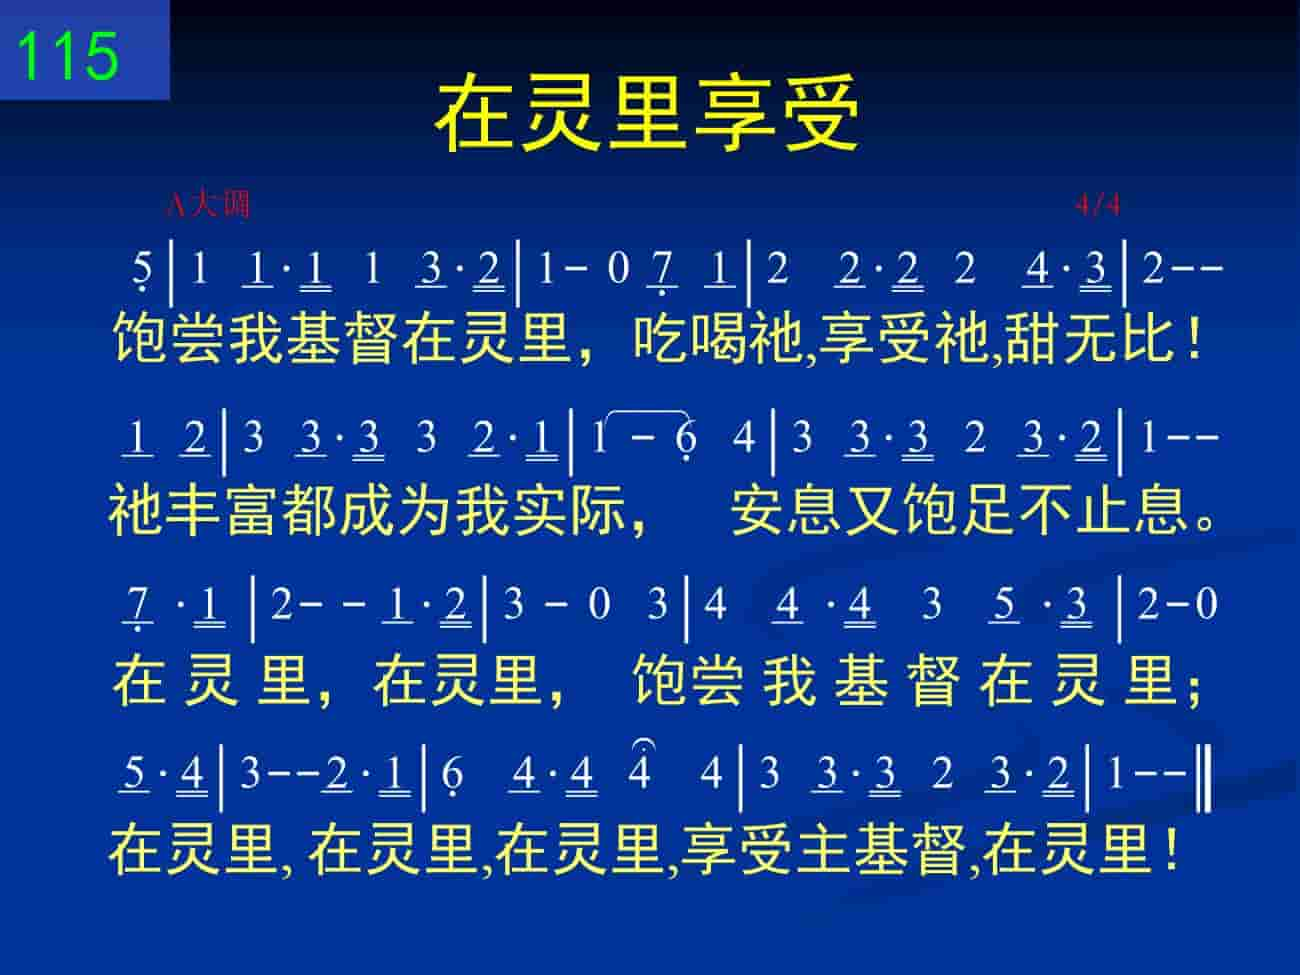 115
在灵里享受
A大调 4/4
5̣|1 1·1 1 3·2|1- 0 7̣ 1|2 2·2 2 4·3|2--
饱尝我基督在灵里，吃喝祂,享受祂,甜无比！
1 2|3 3·3 3 2·1|1 - 6̣ 4|3 3·3 2 3·2|1--
祂丰富都成为我实际， 安息又饱足不止息。
7̣ ·1|2- - 1·2|3 - 0 3|4 4 ·4 3 5 ·3|2-0
在 灵 里，在灵里， 饱尝 我 基 督 在 灵 里；
5·4|3--2·1|6̣ 4·4 4 4|3 3·3 2 3·2|1--‖
在灵里, 在灵里,在灵里,享受主基督,在灵里！